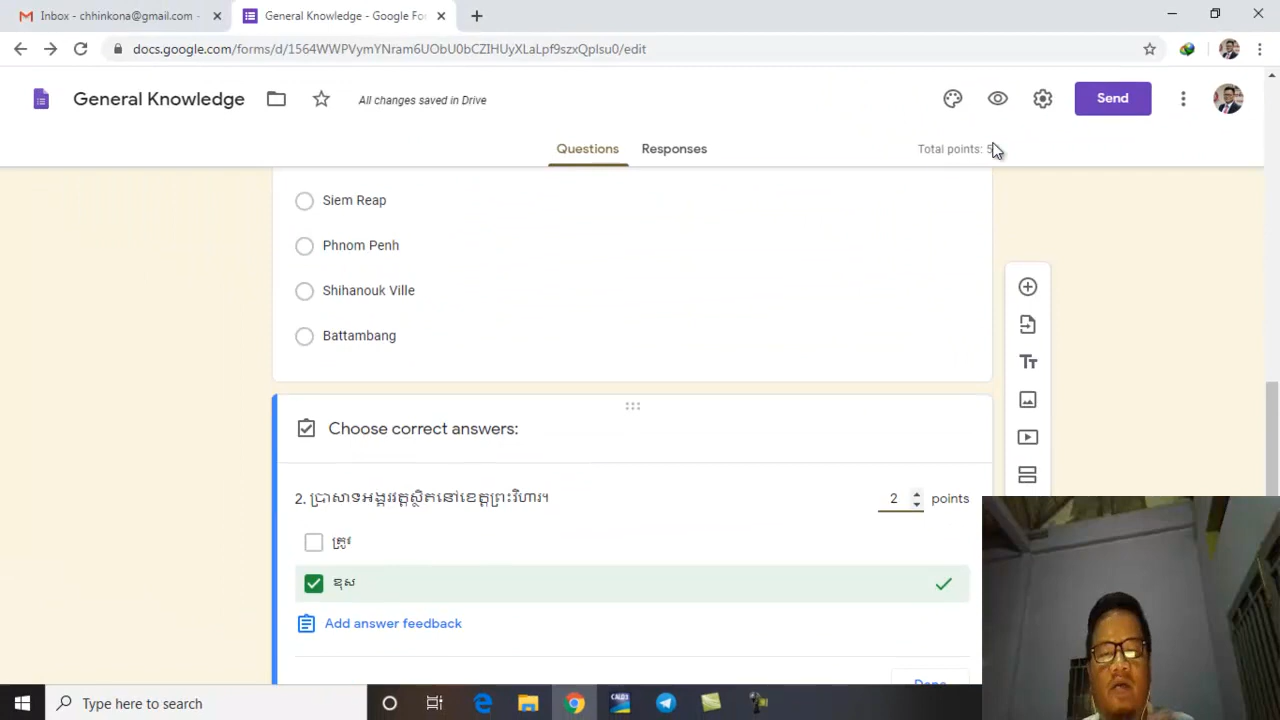 Inbox - chhinkona@gmail.com -
General Knowledge - Google Fo
docs.google.com/forms/d/1564WWPVymYNram6UObU0bCZIHUyXLaLpf9szxQpIsu0/edit
General Knowledge
All changes saved in Drive
Send
Questions
Responses
Total points: 5
Siem Reap
Phnom Penh
Shihanouk Ville
Battambang
Choose correct answers:
2. ប្រាសាទអង្គរវត្តស្ថិតនៅខេត្តព្រះវិហារ។
2 points
ត្រូវ
ខុស
Add answer feedback
Done
Type here to search